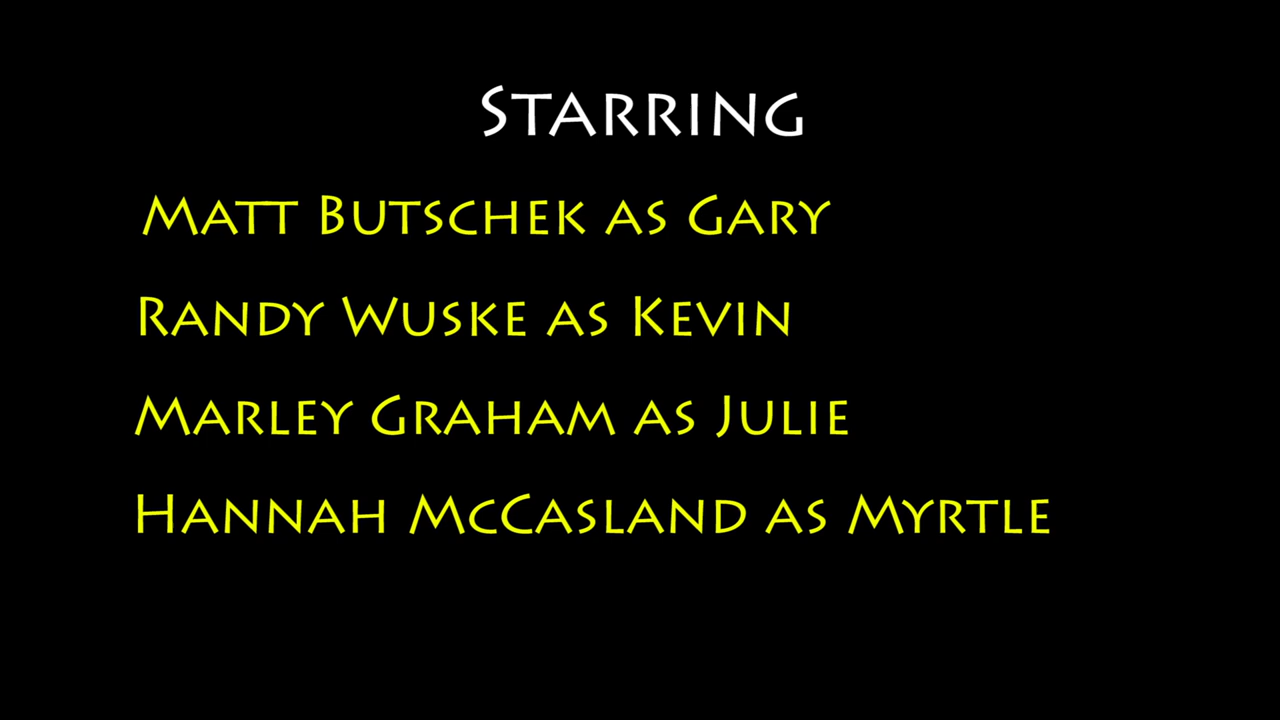 Starring
Matt Butschek as Gary
Randy Wuske as Kevin
Marley Graham as Julie
Hannah McCasland as Myrtle